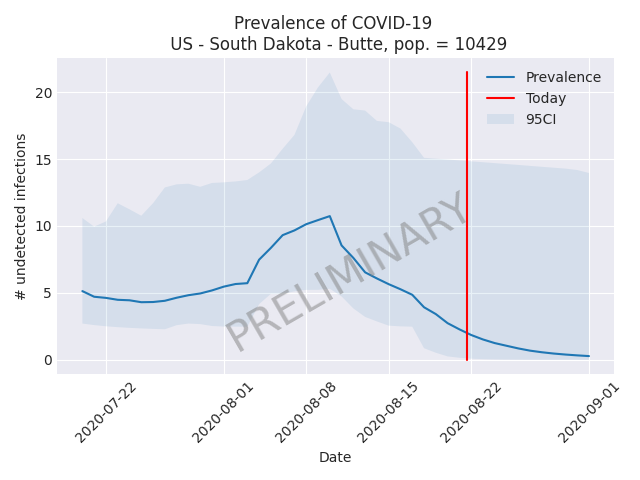 Prevalence of COVID-19
US - South Dakota - Butte, pop. = 10429
# undetected infections
20
15
10
5
0
Prevalence
Today
95CI
PRELIMINARY
2020-07-22
2020-08-01
2020-08-08
2020-08-15
2020-08-22
2020-09-01
Date